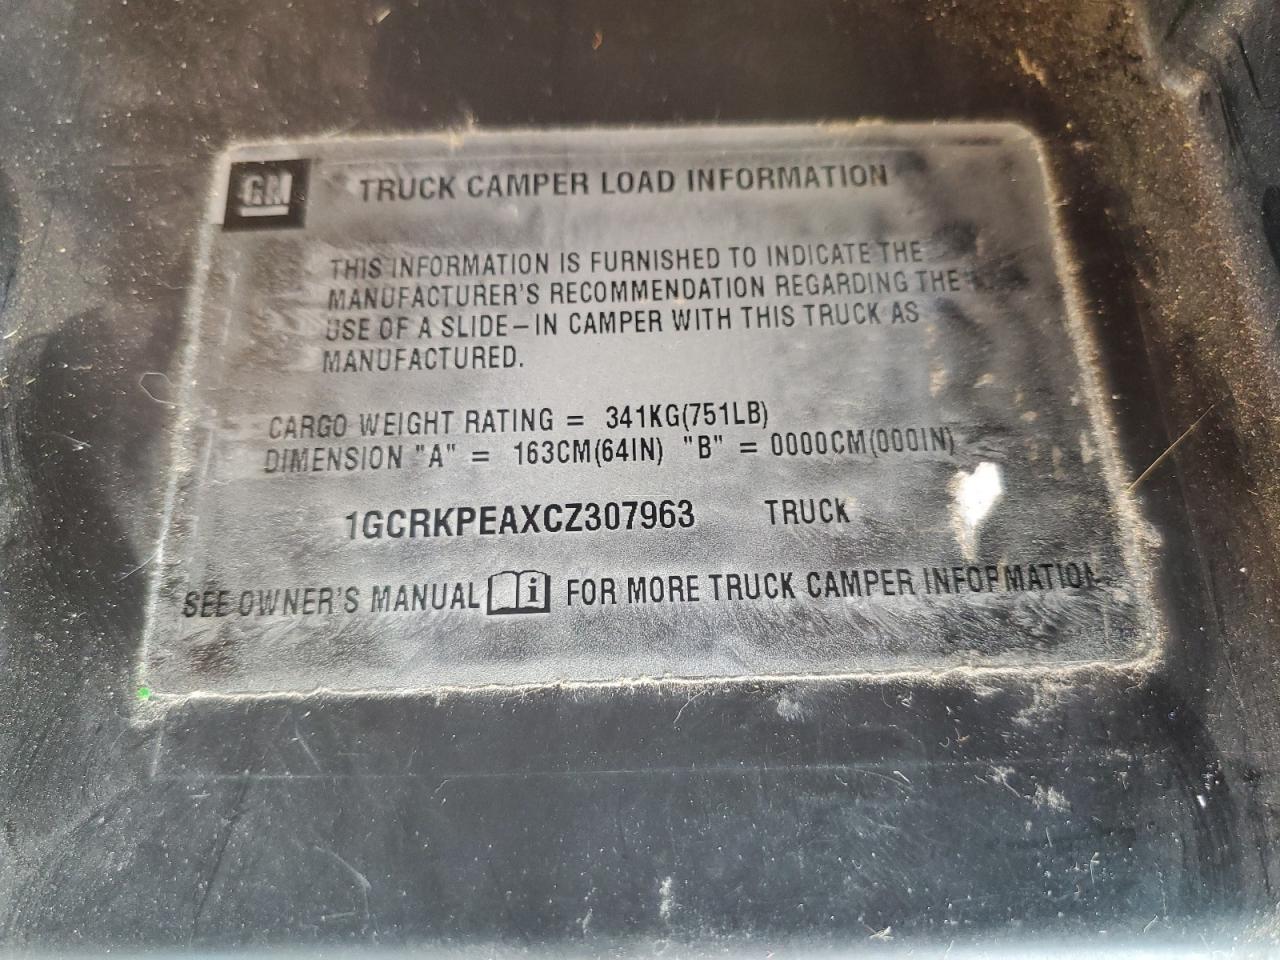 GM TRUCK CAMPER LOAD INFORMATION
THIS INFORMATION IS FURNISHED TO INDICATE THE
MANUFACTURER'S RECOMMENDATION REGARDING THE
USE OF A SLIDE-IN CAMPER WITH THIS TRUCK AS
MANUFACTURED.
CARGO WEIGHT RATING = 341KG(751LB)
DIMENSION "A" = 163CM(64IN) "B" = 0000CM(000IN)
1GCRKPEAXCZ307963 TRUCK
SEE OWNER'S MANUAL i FOR MORE TRUCK CAMPER INFORMATION